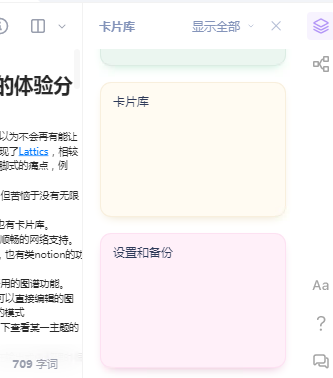 卡片库
显示全部
的体验分
以为不会再有能让
现了Lattics，相较
脚式的痛点，例
但苦恼于没有无限
也有卡片库。
顺畅的网络支持。
，也有类notion的功
用的图谱功能。
可以直接编辑的图
的模式
下查看某一主题的
709 字词
卡片库
设置和备份
Aa
?